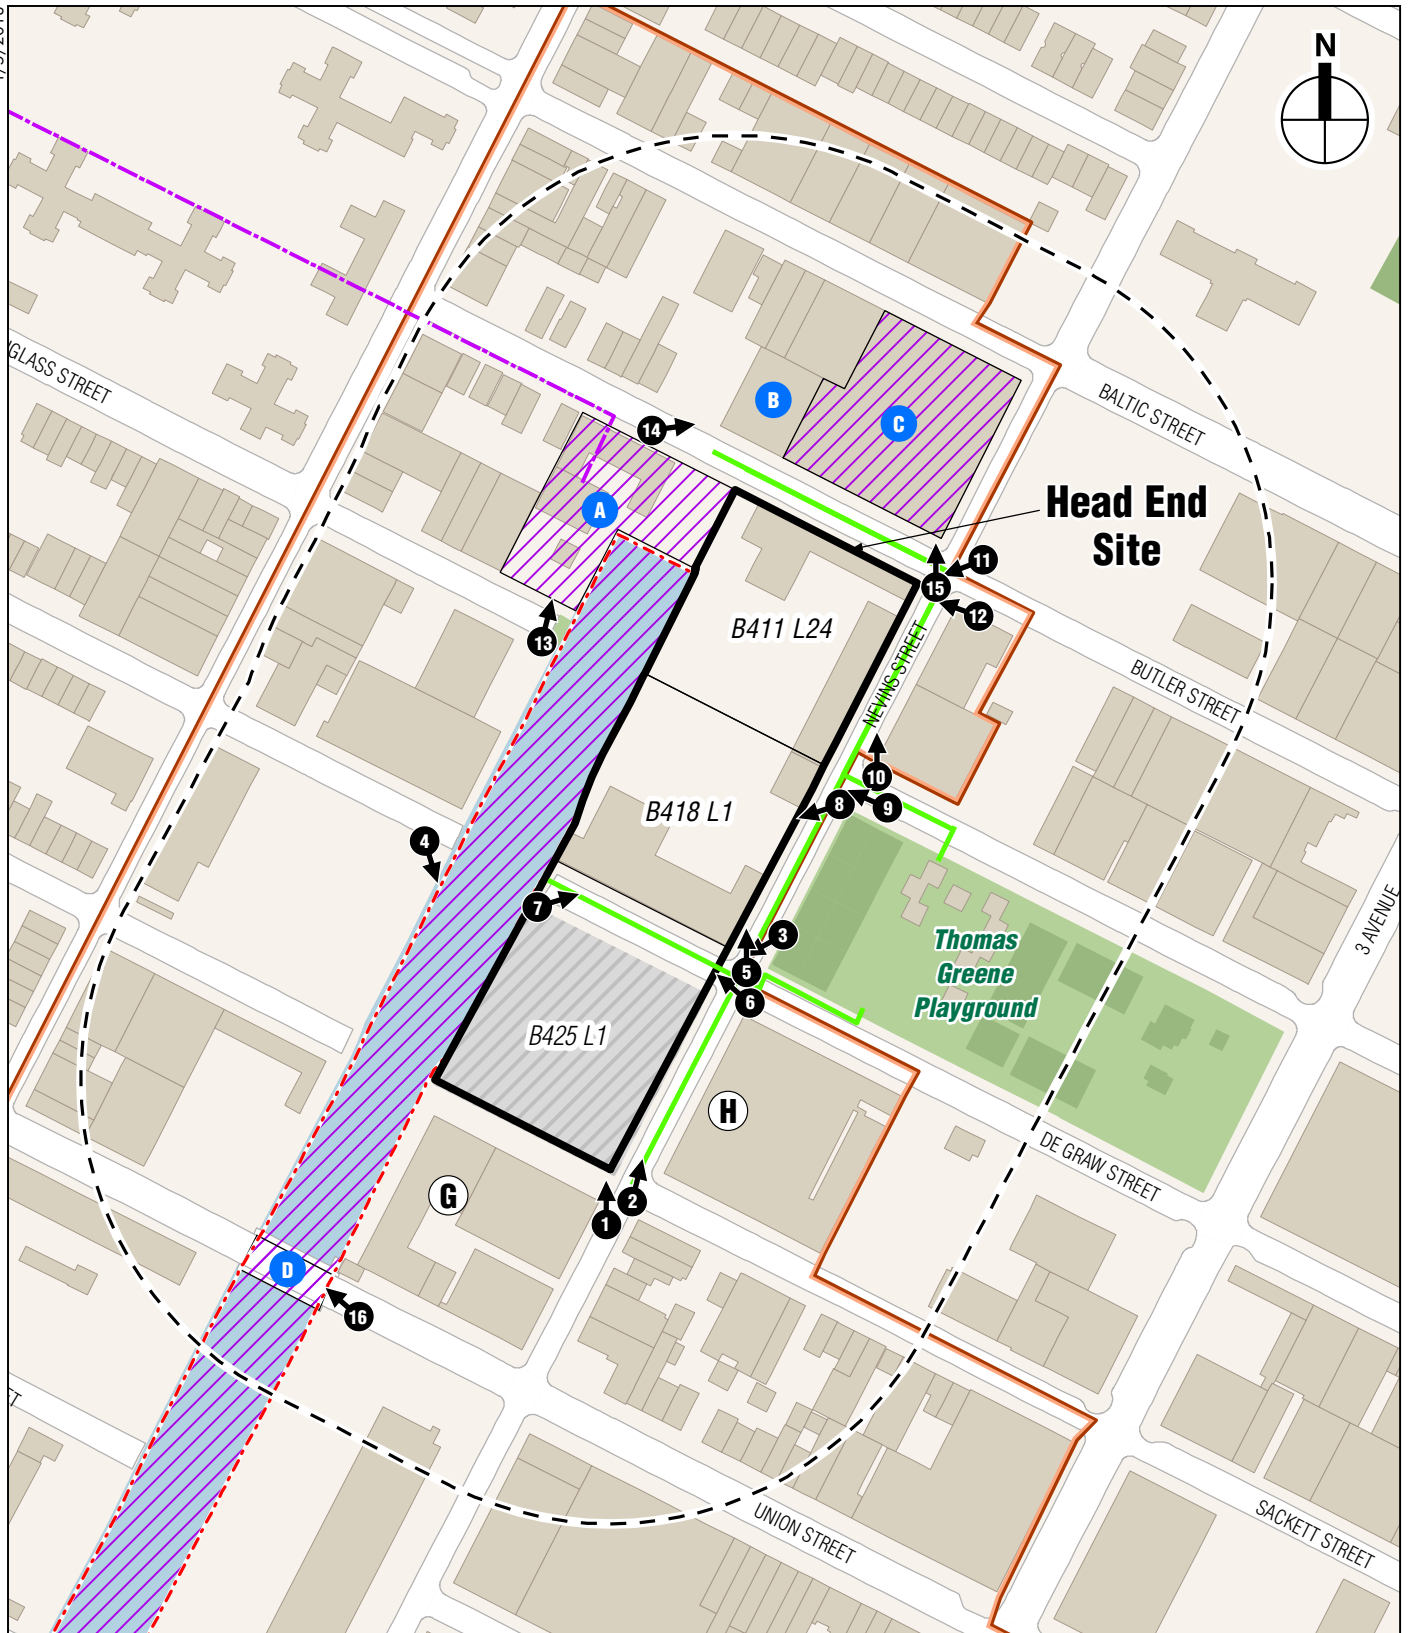 N
GLASS STREET
BALTIC STREET
B
C
14
A
Head End
Site
11
15
12
B411 L24
13
NEVINS STREET
BUTLER STREET
10
8
9
B418 L1
4
7
3
5
6
Thomas
Greene
Playground
3 AVENUE
B425 L1
H
DE GRAW STREET
G
2
1
D
16
UNION STREET
SACKETT STREET